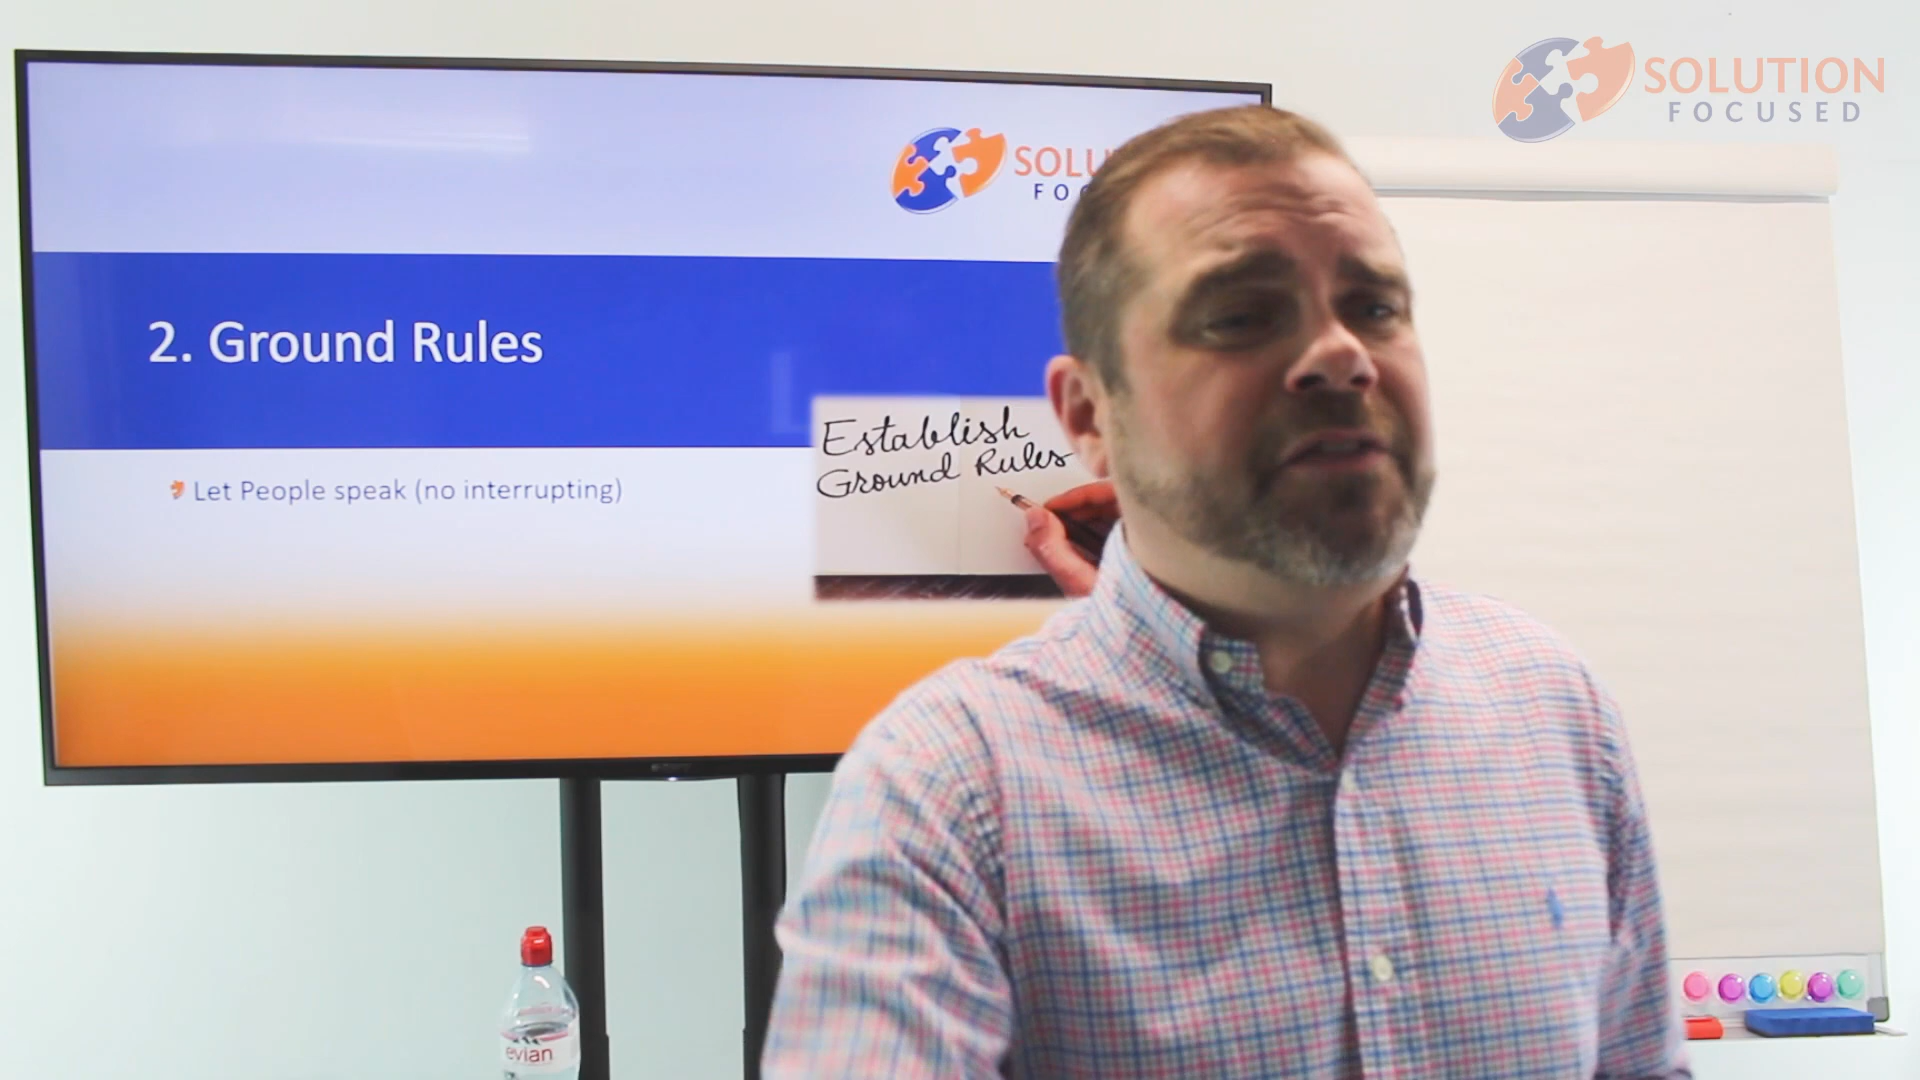 SOLUTION
FOCUSED
2. Ground Rules
Establish
Ground Rules
Let People speak (no interrupting)
evian